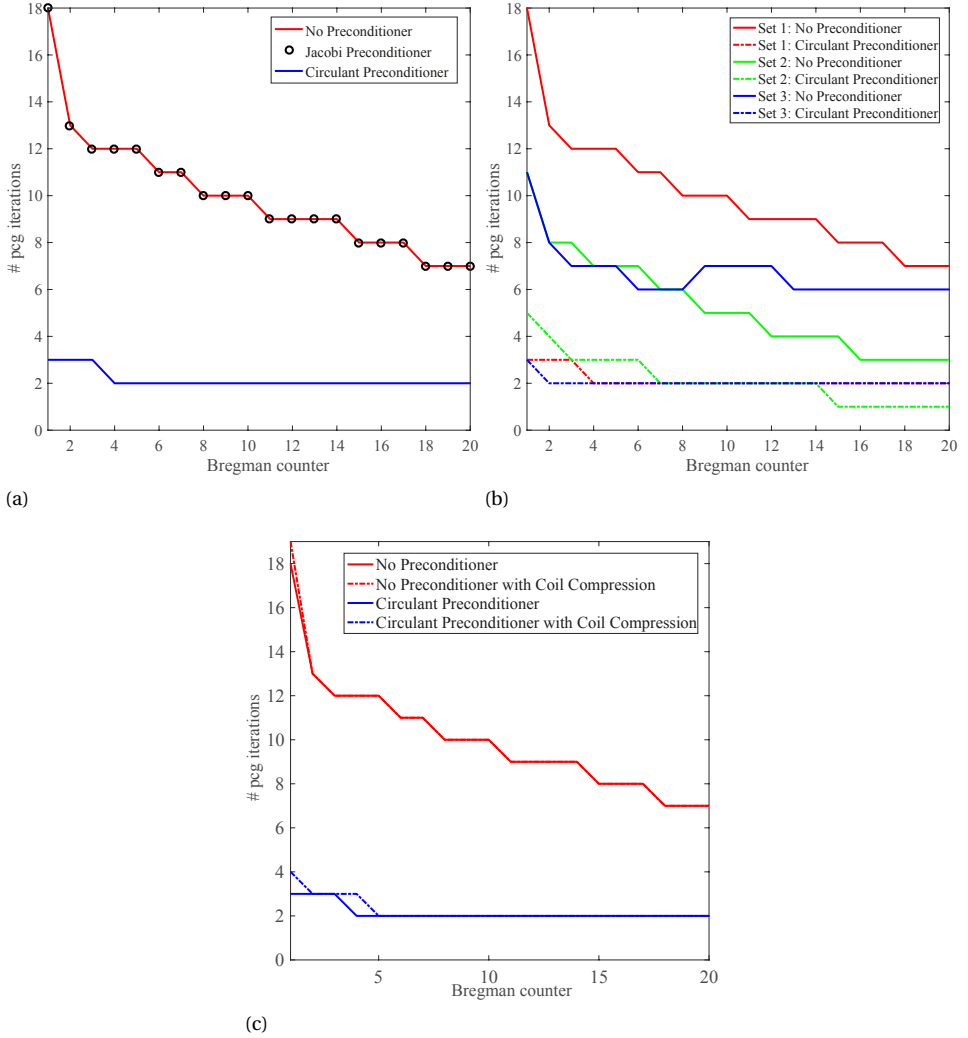 18
16
14
12
10
8
6
4
2
0
# pcg iterations
No Preconditioner
Jacobi Preconditioner
Circulant Preconditioner
2 4 6 8 10 12 14 16 18 20
Bregman counter
(a)
18
16
14
12
10
8
6
4
2
0
# pcg iterations
Set 1: No Preconditioner
Set 1: Circulant Preconditioner
Set 2: No Preconditioner
Set 2: Circulant Preconditioner
Set 3: No Preconditioner
Set 3: Circulant Preconditioner
2 4 6 8 10 12 14 16 18 20
Bregman counter
(b)
18
16
14
12
10
8
6
4
2
0
# pcg iterations
No Preconditioner
No Preconditioner with Coil Compression
Circulant Preconditioner
Circulant Preconditioner with Coil Compression
5 10 15 20
Bregman counter
(c)